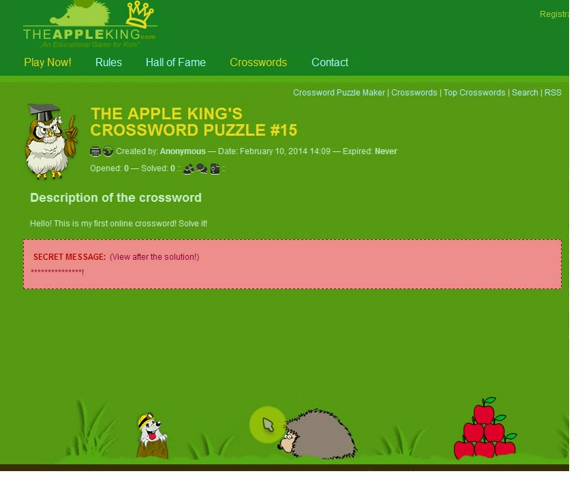 Registr
THEAPPLEKING.com
„An Educational Game for Kids"
Play Now! Rules Hall of Fame Crosswords Contact
Crossword Puzzle Maker | Crosswords | Top Crosswords | Search | RSS
THE APPLE KING'S
CROSSWORD PUZZLE #15
Created by: Anonymous — Date: February 10, 2014 14:09 — Expired: Never
Opened: 0 — Solved: 0 :: ::
Description of the crossword
Hello! This is my first online crossword! Solve it!
SECRET MESSAGE: (View after the solution!)
***************!